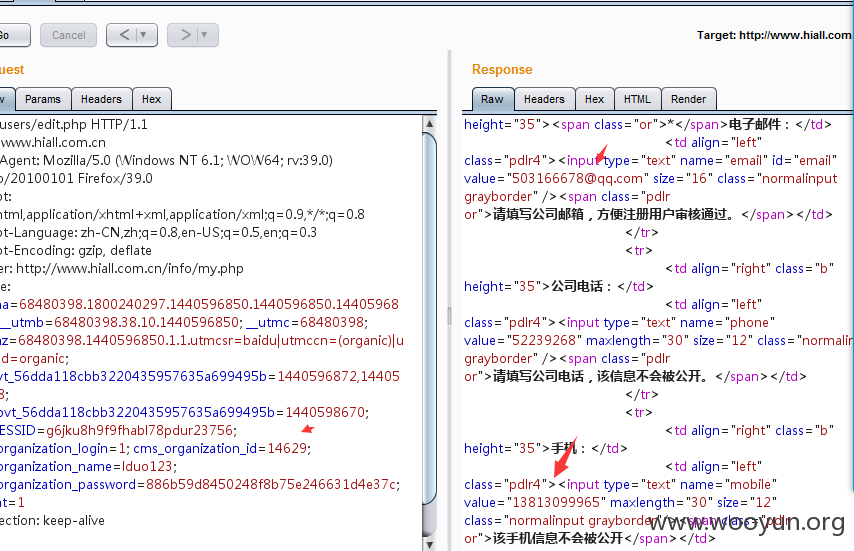 Go
Cancel
<
>
Target: http://www.hiall.com
uest
w
Params
Headers
Hex
users/edit.php HTTP/1.1
www.hiall.com.cn
Agent: Mozilla/5.0 (Windows NT 6.1; WOW64; rv:39.0)
o/20100101 Firefox/39.0
pt:
html,application/xhtml+xml,application/xml;q=0.9,*/*;q=0.8
pt-Language: zh-CN,zh;q=0.8,en-US;q=0.5,en;q=0.3
pt-Encoding: gzip, deflate
er: http://www.hiall.com.cn/info/my.php
e:
na=68480398.1800240297.1440596850.1440596850.14405968
__utmb=68480398.38.10.1440596850; __utmc=68480398;
nz=68480398.1440596850.1.1.utmcsr=baidu|utmccn=(organic)|u
d=organic;
vt_56dda118cbb3220435957635a699495b=1440596872,14405
8;
pvt_56dda118cbb3220435957635a699495b=1440598670;
ESSID=g6jku8h9f9fhabl78pdur23756;
organization_login=1; cms_organization_id=14629;
organization_name=lduo123;
organization_password=886b59d8450248f8b75e246631d4e37c;
nt=1
ection: keep-alive
Response
Raw
Headers
Hex
HTML
Render
height="35"><span class="or">*</span>电子邮件：</td>
<td align="left"
class="pdlr4"><input type="text" name="email" id="email"
value="503166678@qq.com" size="16" class="normalinput
grayborder" /><span class="pdlr
or">请填写公司邮箱，方便注册用户审核通过。</span></td>
</tr>
<tr>
<td align="right" class="b"
height="35">公司电话：</td>
<td align="left"
class="pdlr4"><input type="text" name="phone"
value="52239268" maxlength="30" size="12" class="normalin
grayborder" /><span class="pdlr
or">请填写公司电话，该信息不会被公开。</span></td>
</tr>
<tr>
<td align="right" class="b"
height="35">手机：</td>
<td align="left"
class="pdlr4"><input type="text" name="mobile"
value="13813099965" maxlength="30" size="12"
class="normalinput grayborder" /><span class="pdlr
or">该手机信息不会被公开</span></td>
www.wooyun.org